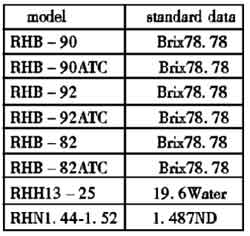 model standard data
RHB-90 Brix78.78
RHB-90ATC Brix78.78
RHB-92 Brix78.78
RHB-92ATC Brix78.78
RHB-82 Brix78.78
RHB-82ATC Brix78.78
RHH13-25 19.6Water
RHN1.44-1.52 1.487ND